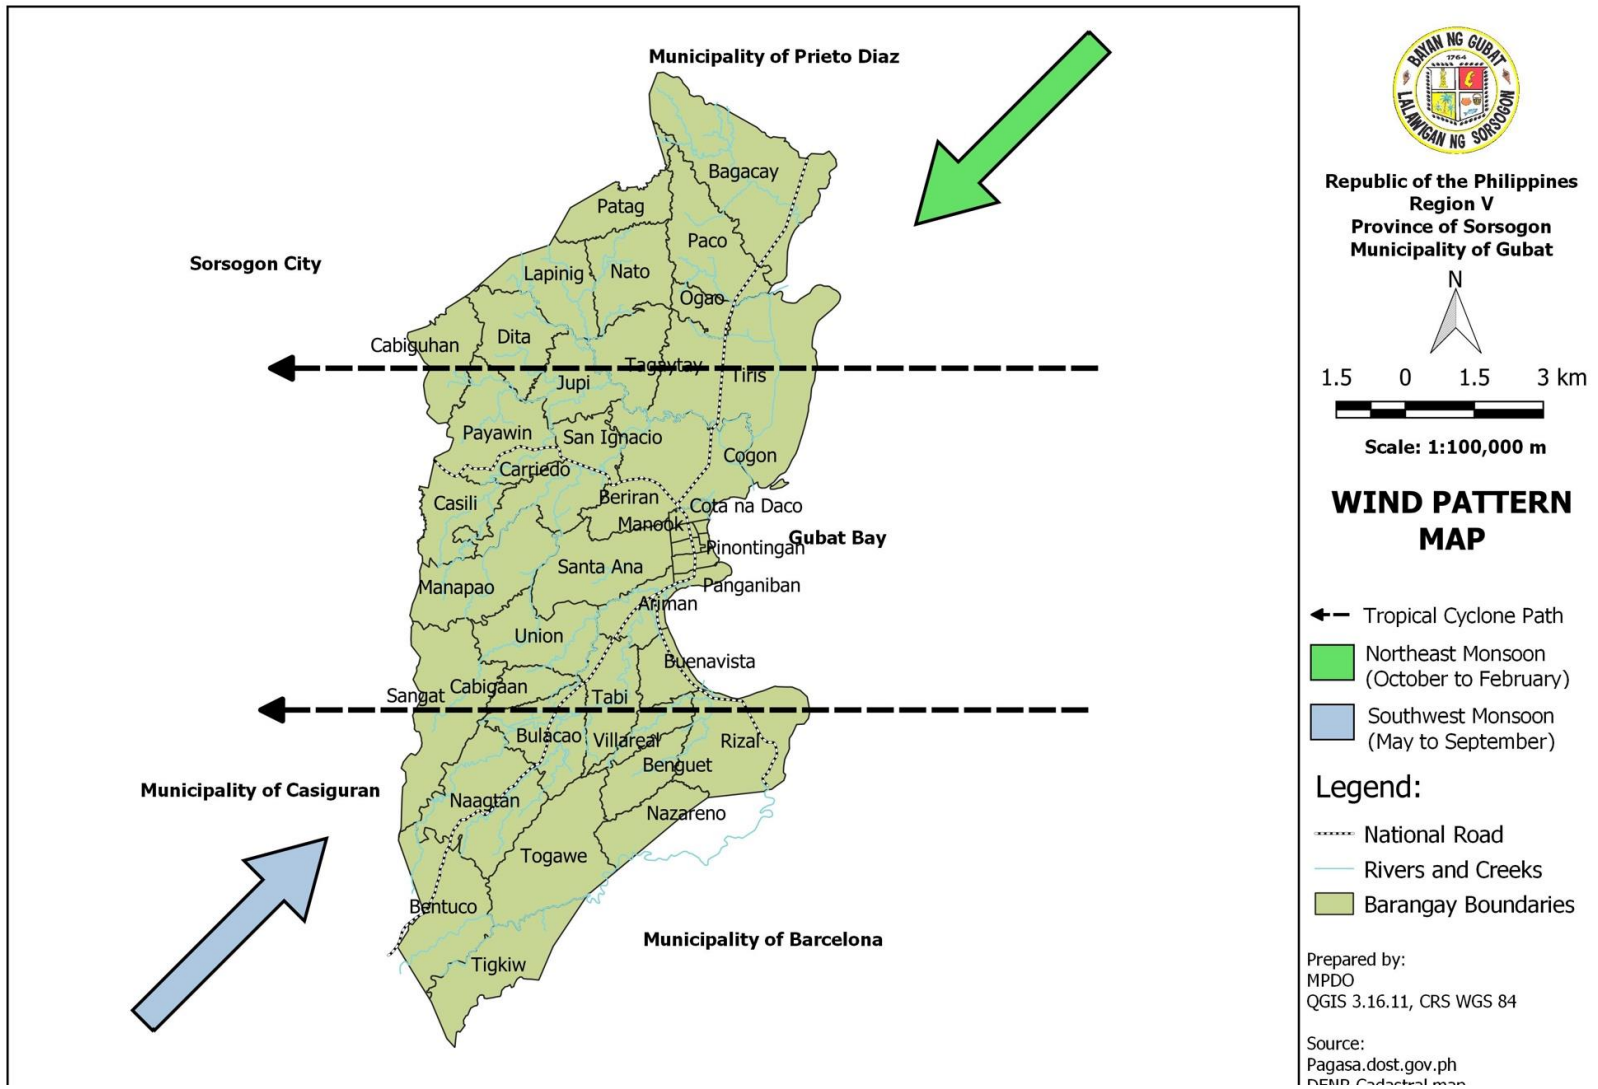 Municipality of Prieto Diaz
Bagacay
Patag
Paco
Sorsogon City
Lapinig
Nato
Ogao
Dita
Cabiguhan
Tagaytay
Tiris
Jupi
Payawin
San Ignacio
Cogon
Carriedo
Casili
Beriran
Cota na Daco
Manook
Gubat Bay
Pinontingan
Santa Ana
Manapao
Panganiban
Ariman
Union
Buenavista
Cabigaan
Sangat
Tabi
Bulacao
Villareal
Rizal
Benguet
Municipality of Casiguran
Naagtan
Nazareno
Togawe
Bentuco
Municipality of Barcelona
Tigkiw
BAYAN NG GUBAT
1764
LALAWIGAN NG SORSOGON
Republic of the Philippines
Region V
Province of Sorsogon
Municipality of Gubat
N
1.5 0 1.5 3 km
Scale: 1:100,000 m
WIND PATTERN
MAP
Tropical Cyclone Path
Northeast Monsoon
(October to February)
Southwest Monsoon
(May to September)
Legend:
National Road
Rivers and Creeks
Barangay Boundaries
Prepared by:
MPDO
QGIS 3.16.11, CRS WGS 84
Source:
Pagasa.dost.gov.ph
DENR Cadastral map